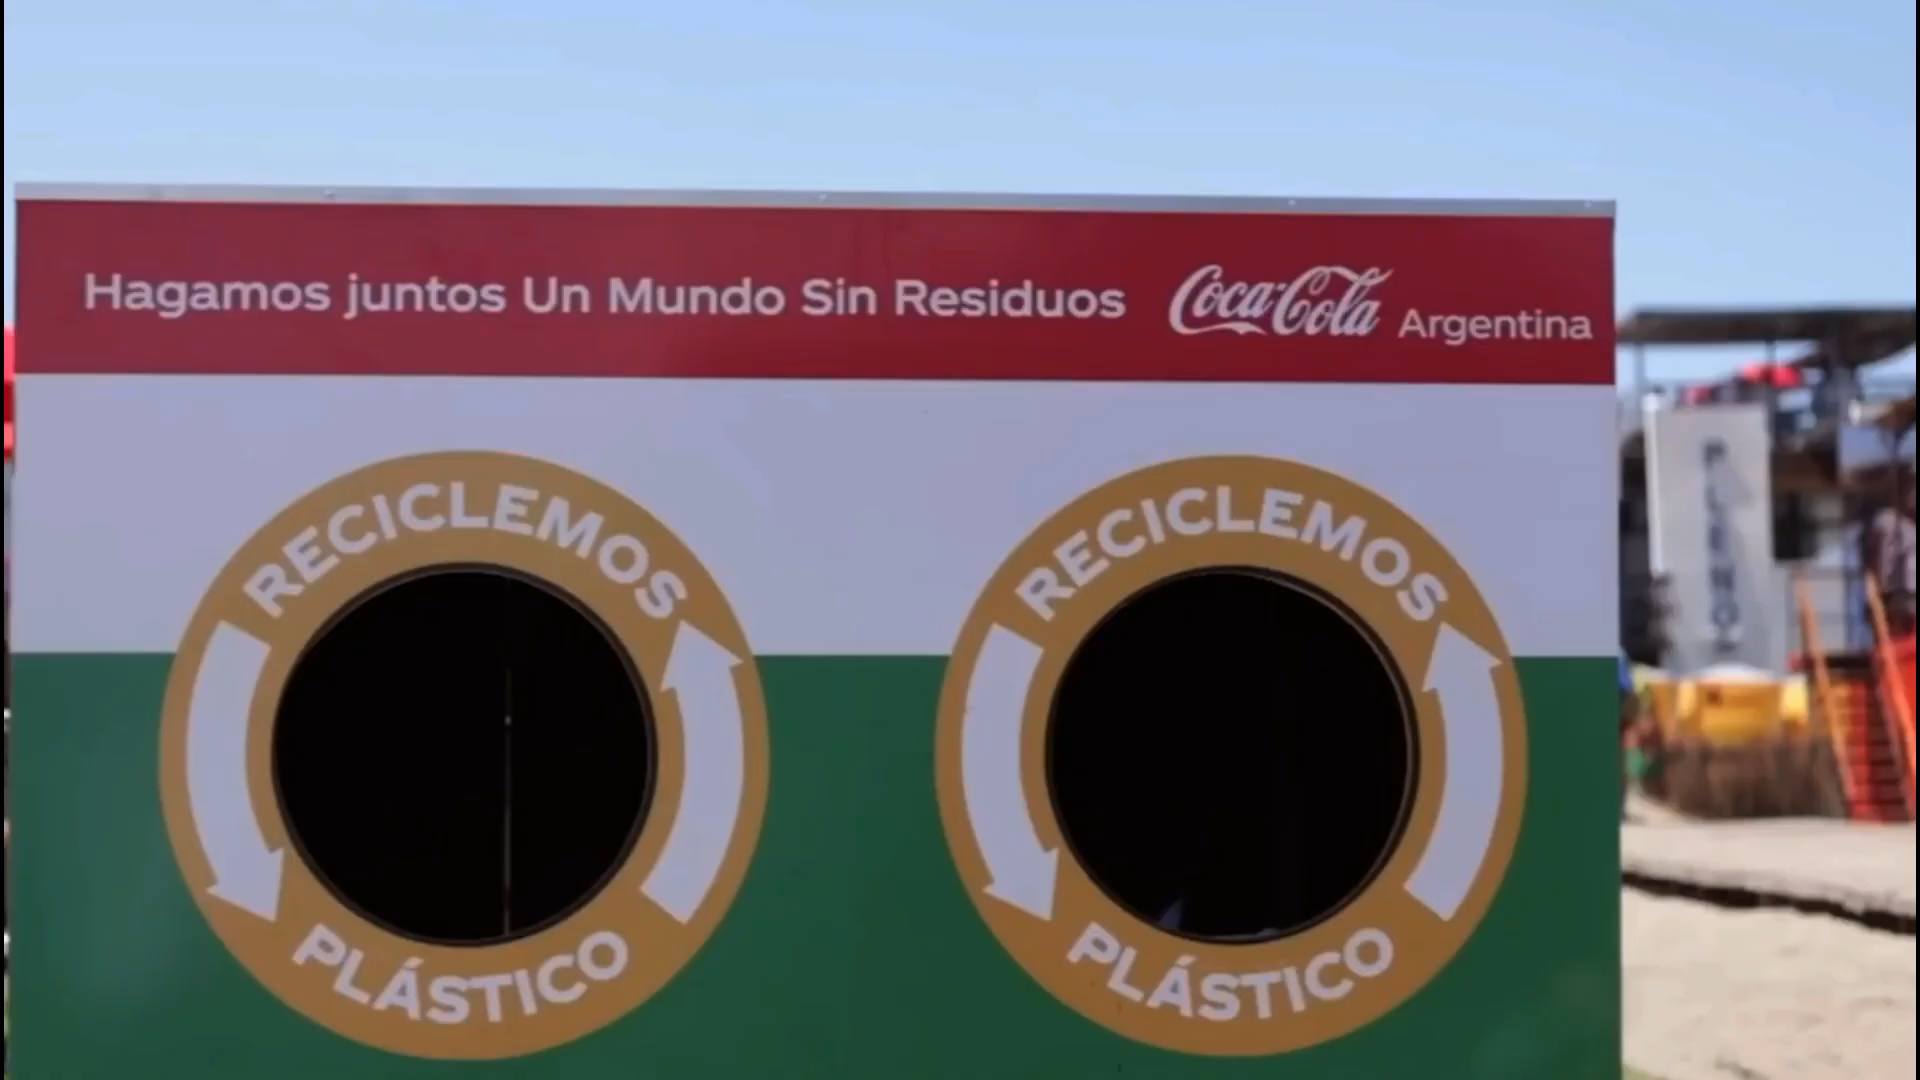 Hagamos juntos Un Mundo Sin Residuos
Coca-Cola Argentina
RECICLEMOS
PLÁSTICO
RECICLEMOS
PLÁSTICO